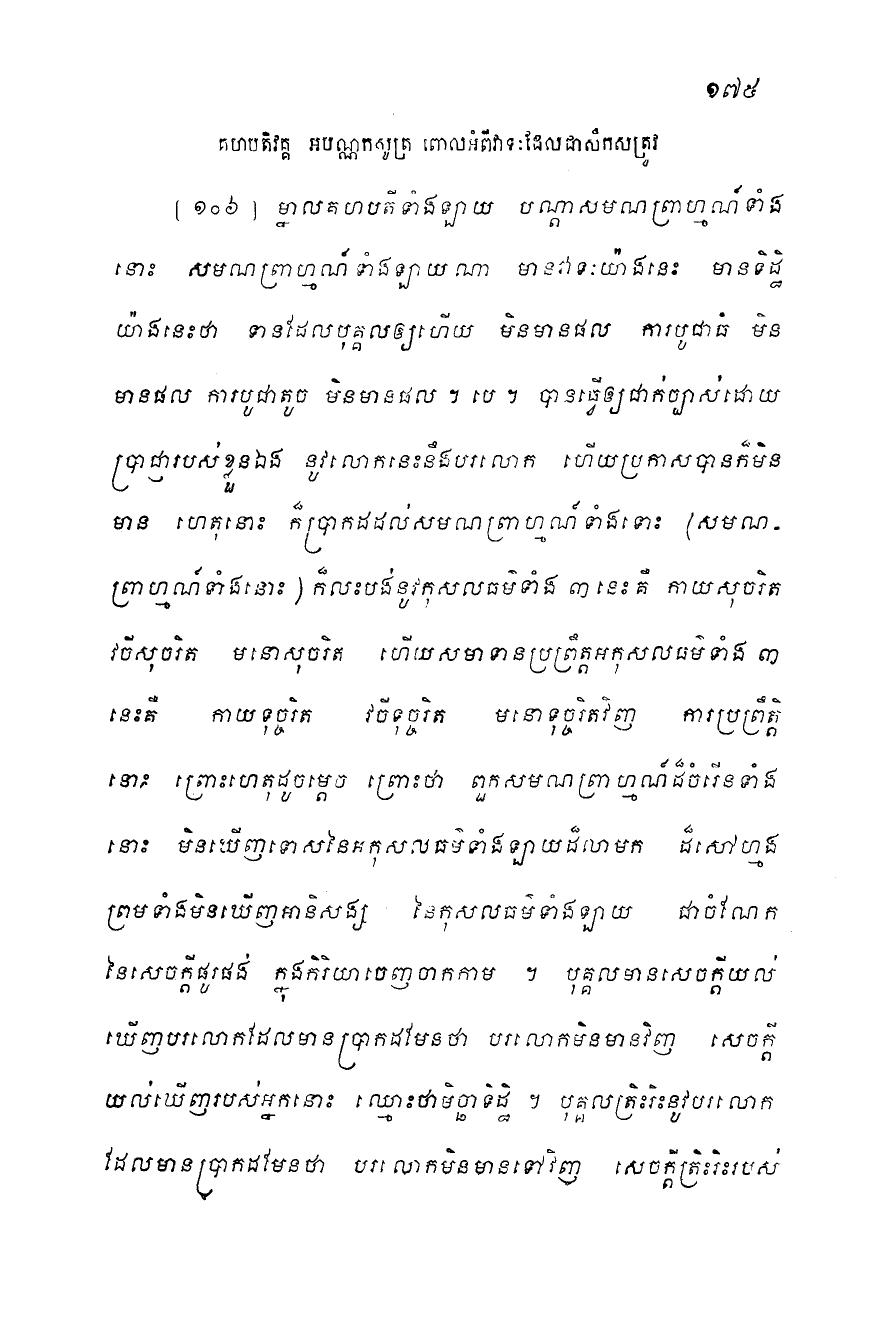 ១៧៥
គហបតិវគ្គ អបណ្ណកសូត្រ ពោលអំពីវាទៈដែលជាសឹកសត្រូវ
[១០៦] ម្នាលគហបតីទាំងឡាយ បណ្តាសមណព្រាហ្មណ៍ទាំង
នោះ សមណព្រាហ្មណ៍ទាំងឡាយណា មានវាទៈយ៉ាងនេះ មានទិដ្ឋិ
យ៉ាងនេះថា ទានដែលបុគ្គលឲ្យហើយ មិនមានផល ការបូជាធំ មិន
មានផល ការបូជាតូច មិនមានផល ។ បេ ។ បានធ្វើឲ្យជាក់ច្បាស់ដោយ
ប្រាជ្ញារបស់ខ្លួនឯង នូវលោកនេះនឹងបរលោក ហើយប្រកាសបានក៏មិន
មាន ហេតុនោះ ក៏ប្រាកដដល់សមណព្រាហ្មណ៍ទាំងនោះ (សមណ-
ព្រាហ្មណ៍ទាំងនោះ) ក៏លះបង់នូវកុសលធម៌ទាំង ៣ នេះគឺ កាយសុចរិត
វចីសុចរិត មនោសុចរិត ហើយសមាទានប្រព្រឹត្តអកុសលធម៌ទាំង ៣
នេះគឺ កាយទុច្ចរិត វចីទុច្ចរិត មនោទុច្ចរិតវិញ ការប្រព្រឹត្តិ
នោះ ព្រោះហេតុដូចម្តេច ព្រោះថា ពួកសមណព្រាហ្មណ៍ដ៏ចំរើនទាំង
នោះ មិនឃើញទោសនៃអកុសលធម៌ទាំងឡាយដ៏លាមក ដ៏សៅហ្មង
ព្រមទាំងមិនឃើញអានិសង្ស នៃកុសលធម៌ទាំងឡាយ ជាចំណែក
នៃសេចក្តីផូរផង់ ក្នុងកិរិយាចេញចាកកាម ។ បុគ្គលមានសេចក្តីយល់
ឃើញបរលោកដែលមានប្រាកដមែនថា បរលោកមិនមានវិញ សេចក្តី
យល់ឃើញរបស់អ្នកនោះ ឈ្មោះថាមិច្ឆាទិដ្ឋិ ។ បុគ្គលត្រិះរិះនូវបរលោក
ដែលមានប្រាកដមែនថា បរលោកមិនមានទៅវិញ សេចក្តីត្រិះរិះរបស់